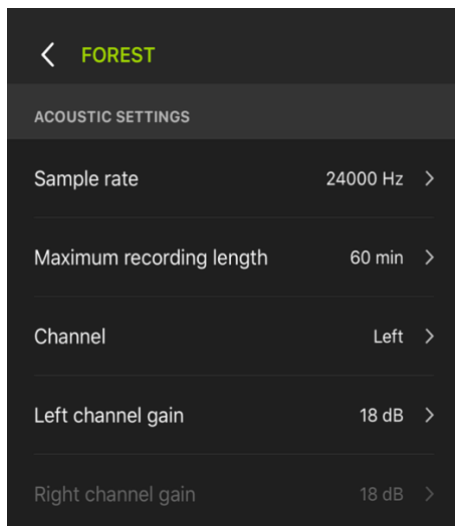 FOREST
ACOUSTIC SETTINGS
Sample rate 24000 Hz
Maximum recording length 60 min
Channel Left
Left channel gain 18 dB
Right channel gain 18 dB